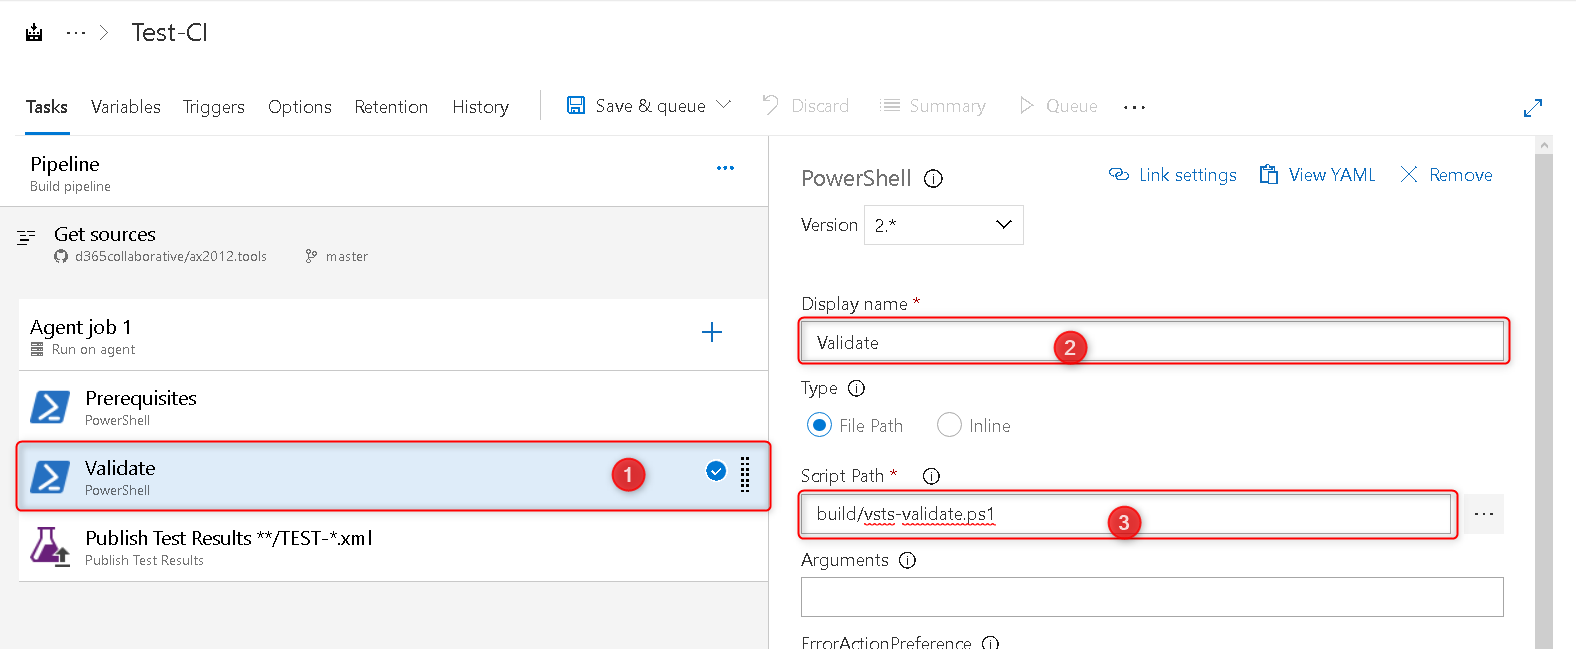 ··· > Test-CI
Tasks Variables Triggers Options Retention History Save & queue Discard Summary Queue ···
Pipeline
Build pipeline
Get sources
d365collaborative/ax2012.tools master
Agent job 1
Run on agent
Prerequisites
PowerShell
Validate
PowerShell
1
Publish Test Results **/TEST-*.xml
Publish Test Results
PowerShell Link settings View YAML Remove
Version 2.*
Display name *
Validate 2
Type
File Path Inline
Script Path *
build/vsts-validate.ps1 3
Arguments
ErrorActionPreference